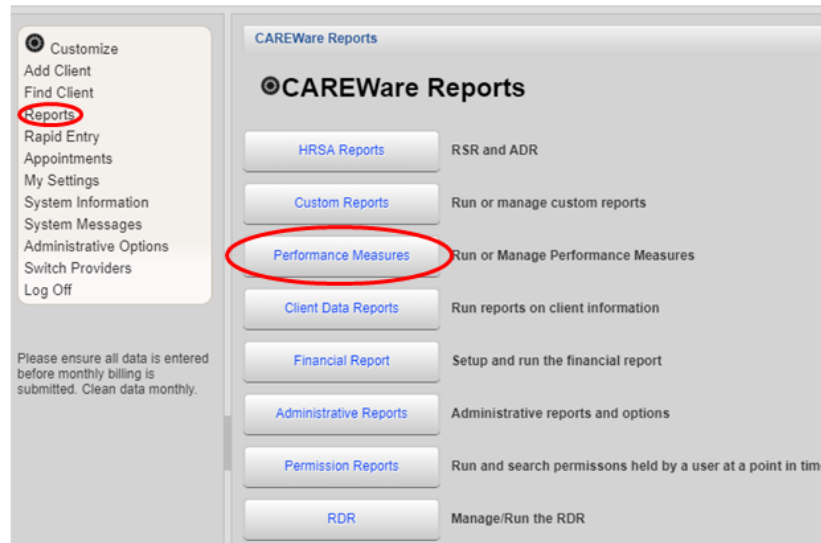 Customize
Add Client
Find Client
Reports
Rapid Entry
Appointments
My Settings
System Information
System Messages
Administrative Options
Switch Providers
Log Off
Please ensure all data is entered
before monthly billing is
submitted. Clean data monthly.
CAREWare Reports
CAREWare Reports
HRSA Reports RSR and ADR
Custom Reports Run or manage custom reports
Performance Measures Run or Manage Performance Measures
Client Data Reports Run reports on client information
Financial Report Setup and run the financial report
Administrative Reports Administrative reports and options
Permission Reports Run and search permissons held by a user at a point in tim
RDR Manage/Run the RDR